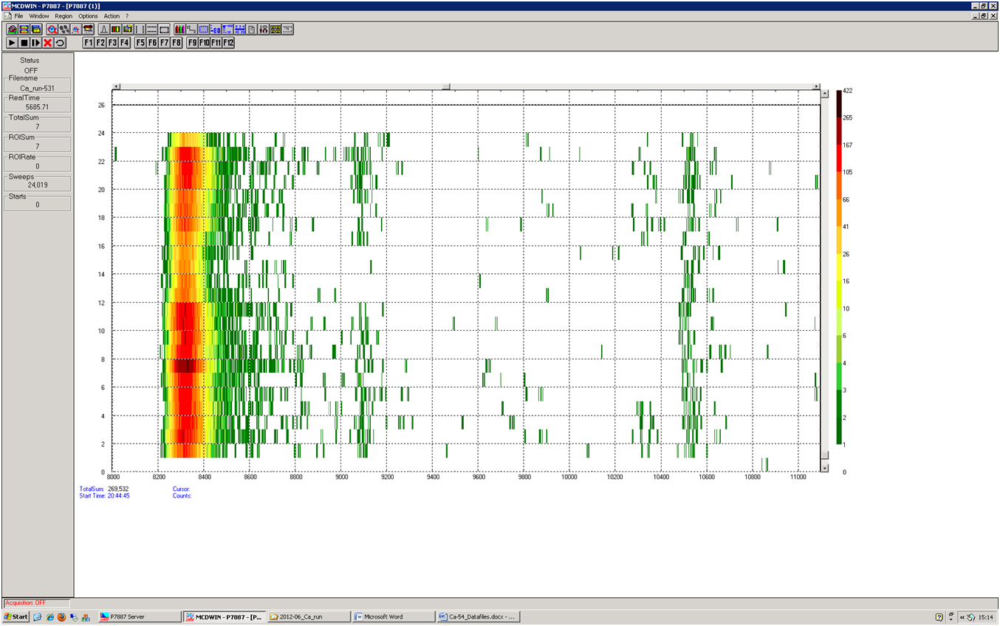 MCDWIN - P7887 - [P7887 (1)]
File Window Region Options Action ?
F1 F2 F3 F4 F5 F6 F7 F8 F9 F10 F11 F12
Status
OFF
Filename
Ca_run-531
RealTime
5685.71
TotalSum
7
ROISum
7
ROIRate
0
Sweeps
24,019
Starts
0
26
24
22
20
18
16
14
12
10
8
6
4
2
0
8000 8200 8400 8600 8800 9000 9200 9400 9600 9800 10000 10200 10400 10600 10800 11000
422
265
167
105
66
41
26
16
10
6
4
3
2
1
0
TotalSum: 269,532 Cursor:
Start Time: 20:44:45 Counts:
Acquisition: OFF
Start P7887 Server MCDWIN - P7887 - [P... 2012-06_Ca_run Microsoft Word Ca-54_Datafiles.docx - ... 15:14